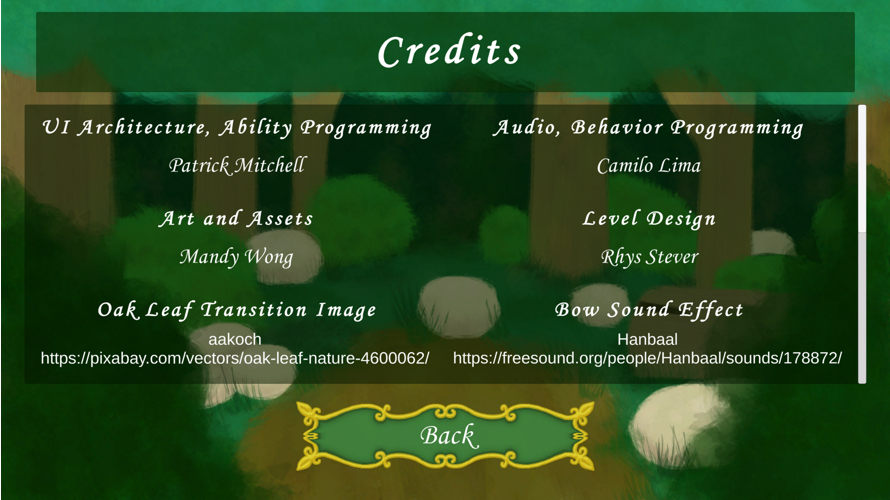 Credits
UI Architecture, Ability Programming
Patrick Mitchell
Audio, Behavior Programming
Camilo Lima
Art and Assets
Mandy Wong
Level Design
Rhys Stever
Oak Leaf Transition Image
aakoch
https://pixabay.com/vectors/oak-leaf-nature-4600062/
Bow Sound Effect
Hanbaal
https://freesound.org/people/Hanbaal/sounds/178872/
Back